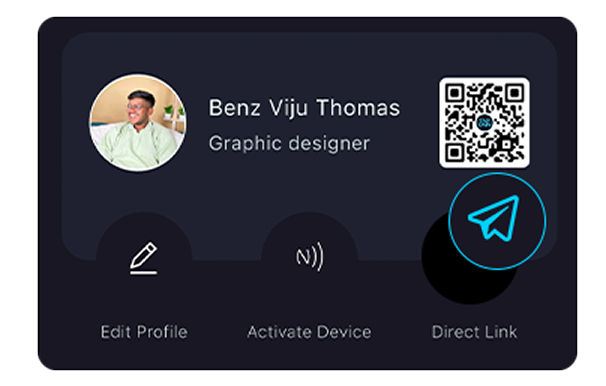 Benz Viju Thomas
Graphic designer
Edit Profile
Activate Device
Direct Link